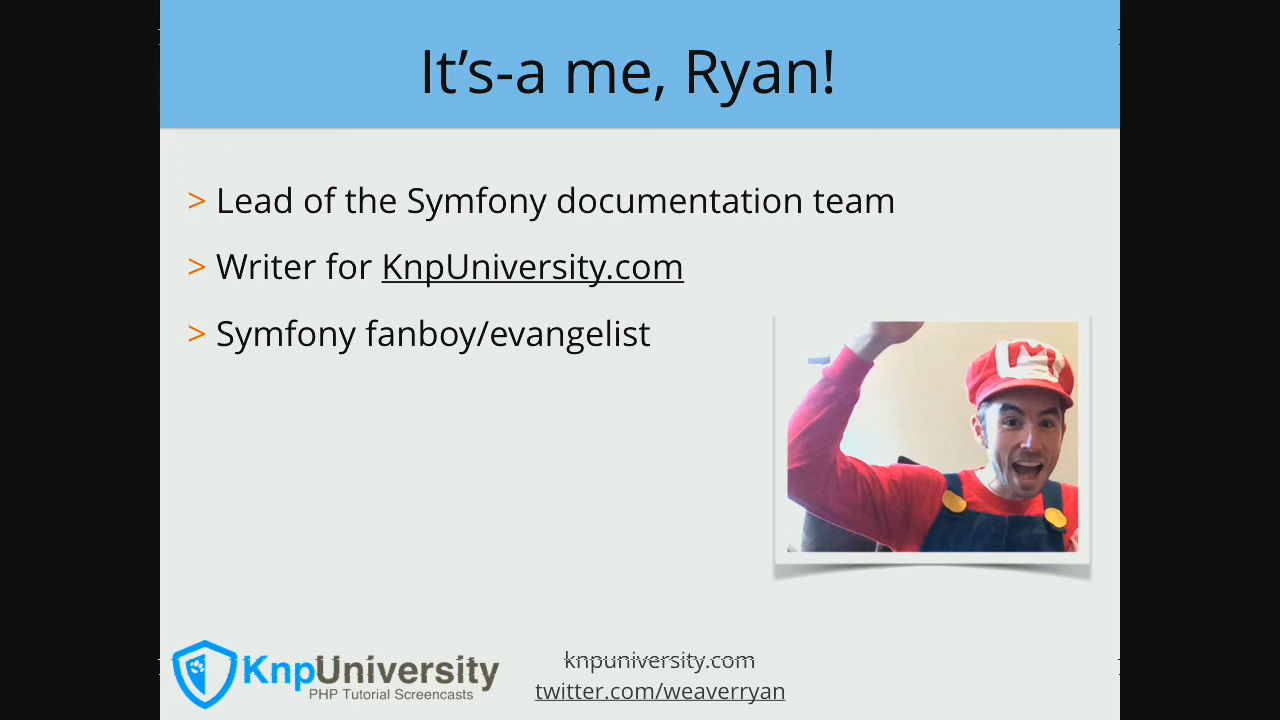 It’s-a me, Ryan!
> Lead of the Symfony documentation team
> Writer for KnpUniversity.com
> Symfony fanboy/evangelist
M
KnpUniversity
PHP Tutorial Screencasts
knpuniversity.com
twitter.com/weaverryan